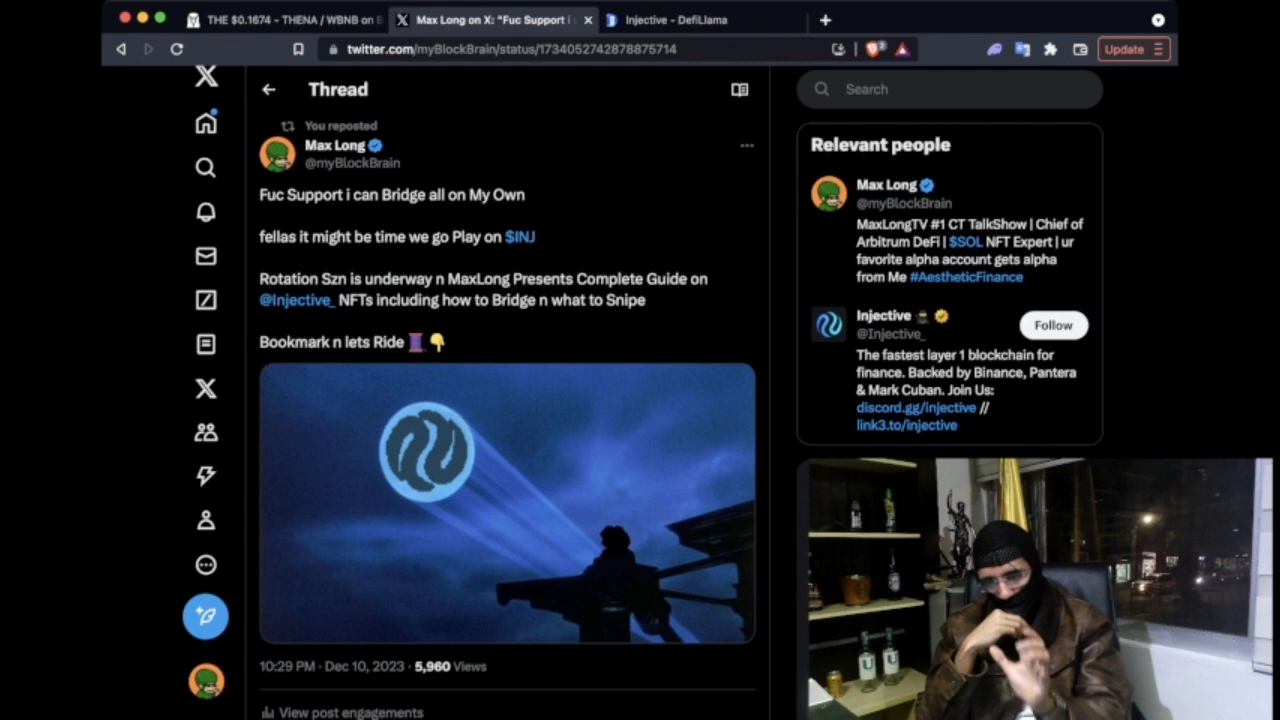 THE $0.1674 - THENA / WBNB on B
Max Long on X: "Fuc Support i
Injective - DefiLlama
twitter.com/myBlockBrain/status/1734052742878875714
Update
Thread
Search
You reposted
Max Long
@myBlockBrain
Fuc Support i can Bridge all on My Own
fellas it might be time we go Play on $INJ
Rotation Szn is underway n MaxLong Presents Complete Guide on
@Injective_ NFTs including how to Bridge n what to Snipe
Bookmark n lets Ride
10:29 PM · Dec 10, 2023 · 5,960 Views
View post engagements
Relevant people
Max Long
@myBlockBrain
MaxLongTV #1 CT TalkShow | Chief of
Arbitrum DeFi | $SOL NFT Expert | ur
favorite alpha account gets alpha
from Me #AestheticFinance
Injective
@Injective_
Follow
The fastest layer 1 blockchain for
finance. Backed by Binance, Pantera
& Mark Cuban. Join Us:
discord.gg/injective //
link3.to/injective